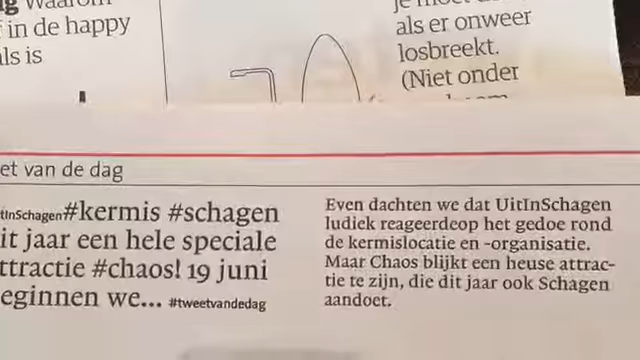 Waarom
in de happy
ls is
als er onweer
losbreekt.
(Niet onder
et van de dag
tInSchagen#kermis #schagen
it jaar een hele speciale
ttractie #chaos! 19 juni
eginnen we... #tweetvandedag
Even dachten we dat UitInSchagen
ludiek reageerdeop het gedoe rond
de kermislocatie en -organisatie.
Maar Chaos blijkt een heuse attrac-
tie te zijn, die dit jaar ook Schagen
aandoet.